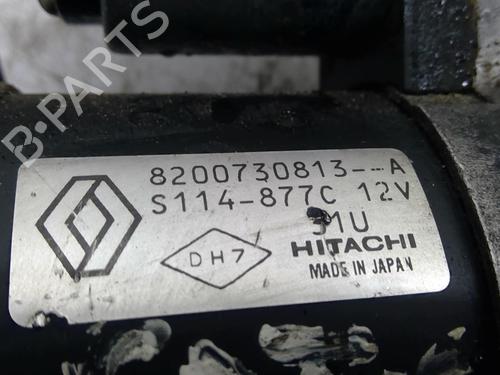 B-PARTS
8200730813--A
S114-877C 12V
31U
DH7
HITACHI
MADE IN JAPAN